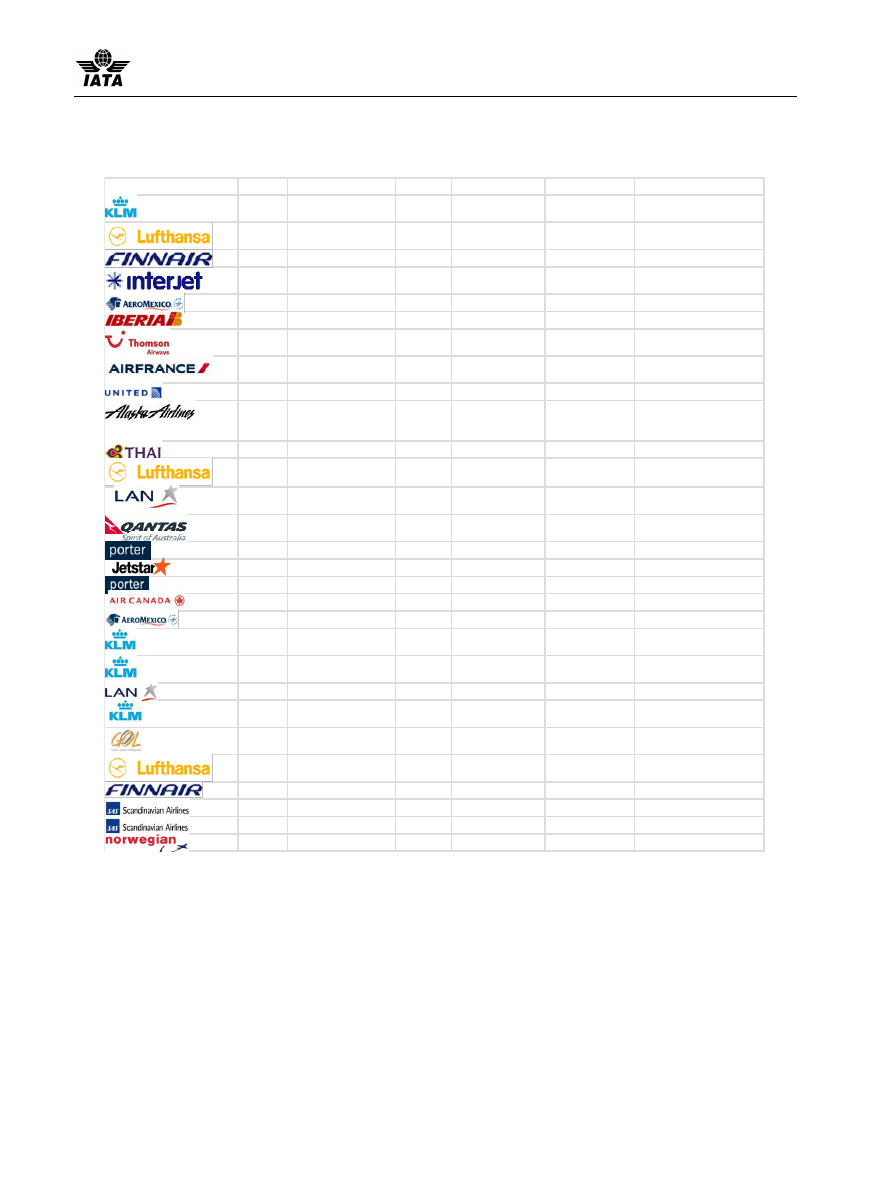 IATA
KLM
Lufthansa
FINNAIR
interjet
AEROMEXICO
IBERIA
Thomson
Airways
AIRFRANCE
UNITED
Alaska Airlines
THAI
Lufthansa
LAN
QANTAS
Spirit of Australia
porter
Jetstar
porter
AIR CANADA
AEROMEXICO
KLM
KLM
LAN
KLM
GOL
Lufthansa
FINNAIR
SAS Scandinavian Airlines
SAS Scandinavian Airlines
norwegian